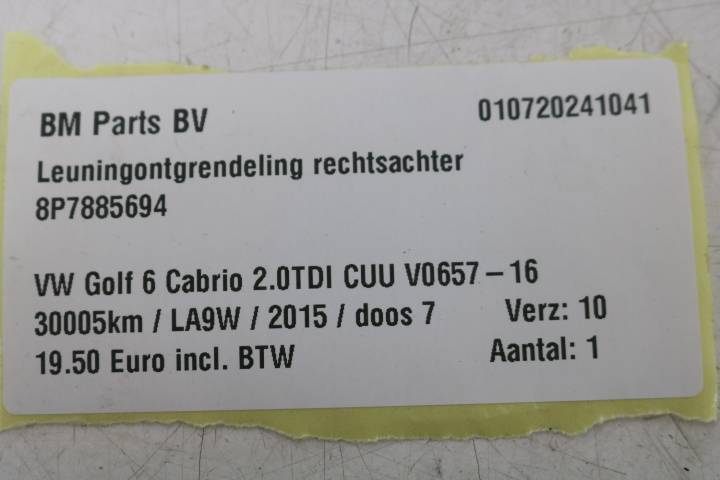 BM Parts BV 010720241041
Leuningontgrendeling rechtsachter
8P7885694
VW Golf 6 Cabrio 2.0TDI CUU V0657 – 16
30005km / LA9W / 2015 / doos 7 Verz: 10
19.50 Euro incl. BTW Aantal: 1